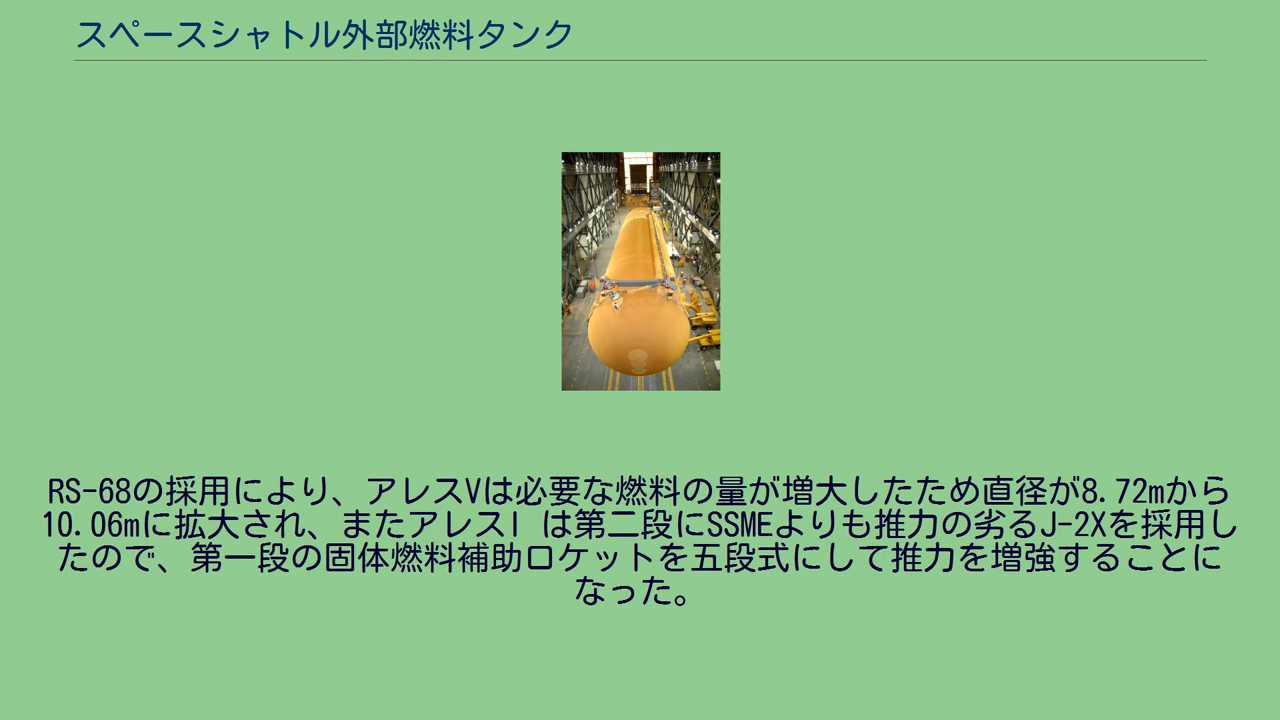 スペースシャトル外部燃料タンク
RS-68の採用により、アレスVは必要な燃料の量が増大したため直径が8.72mから
10.06mに拡大され、またアレスI は第二段にSSMEよりも推力の劣るJ-2Xを採用し
たので、第一段の固体燃料補助ロケットを五段式にして推力を増強することに
なった。